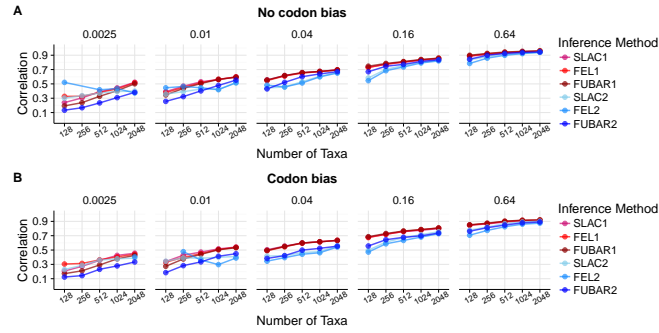 A
No codon bias
0.0025 0.01 0.04 0.16 0.64
Correlation
0.9
0.7
0.5
0.3
0.1
128 256 512 1024 2048 128 256 512 1024 2048 128 256 512 1024 2048 128 256 512 1024 2048 128 256 512 1024 2048
Number of Taxa
Inference Method
SLAC1
FEL1
FUBAR1
SLAC2
FEL2
FUBAR2
B
Codon bias
0.0025 0.01 0.04 0.16 0.64
Correlation
0.9
0.7
0.5
0.3
0.1
128 256 512 1024 2048 128 256 512 1024 2048 128 256 512 1024 2048 128 256 512 1024 2048 128 256 512 1024 2048
Number of Taxa
Inference Method
SLAC1
FEL1
FUBAR1
SLAC2
FEL2
FUBAR2